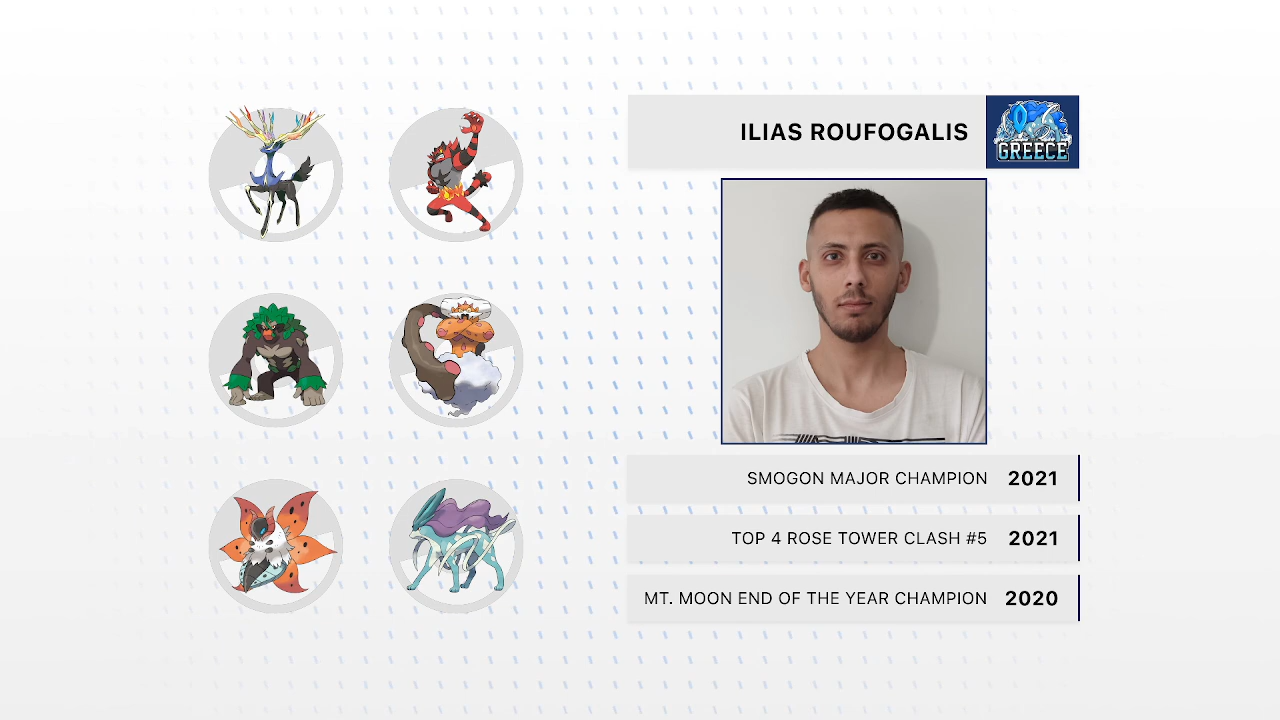 ILIAS ROUFOGALIS
GREECE
SMOGON MAJOR CHAMPION 2021
TOP 4 ROSE TOWER CLASH #5 2021
MT. MOON END OF THE YEAR CHAMPION 2020